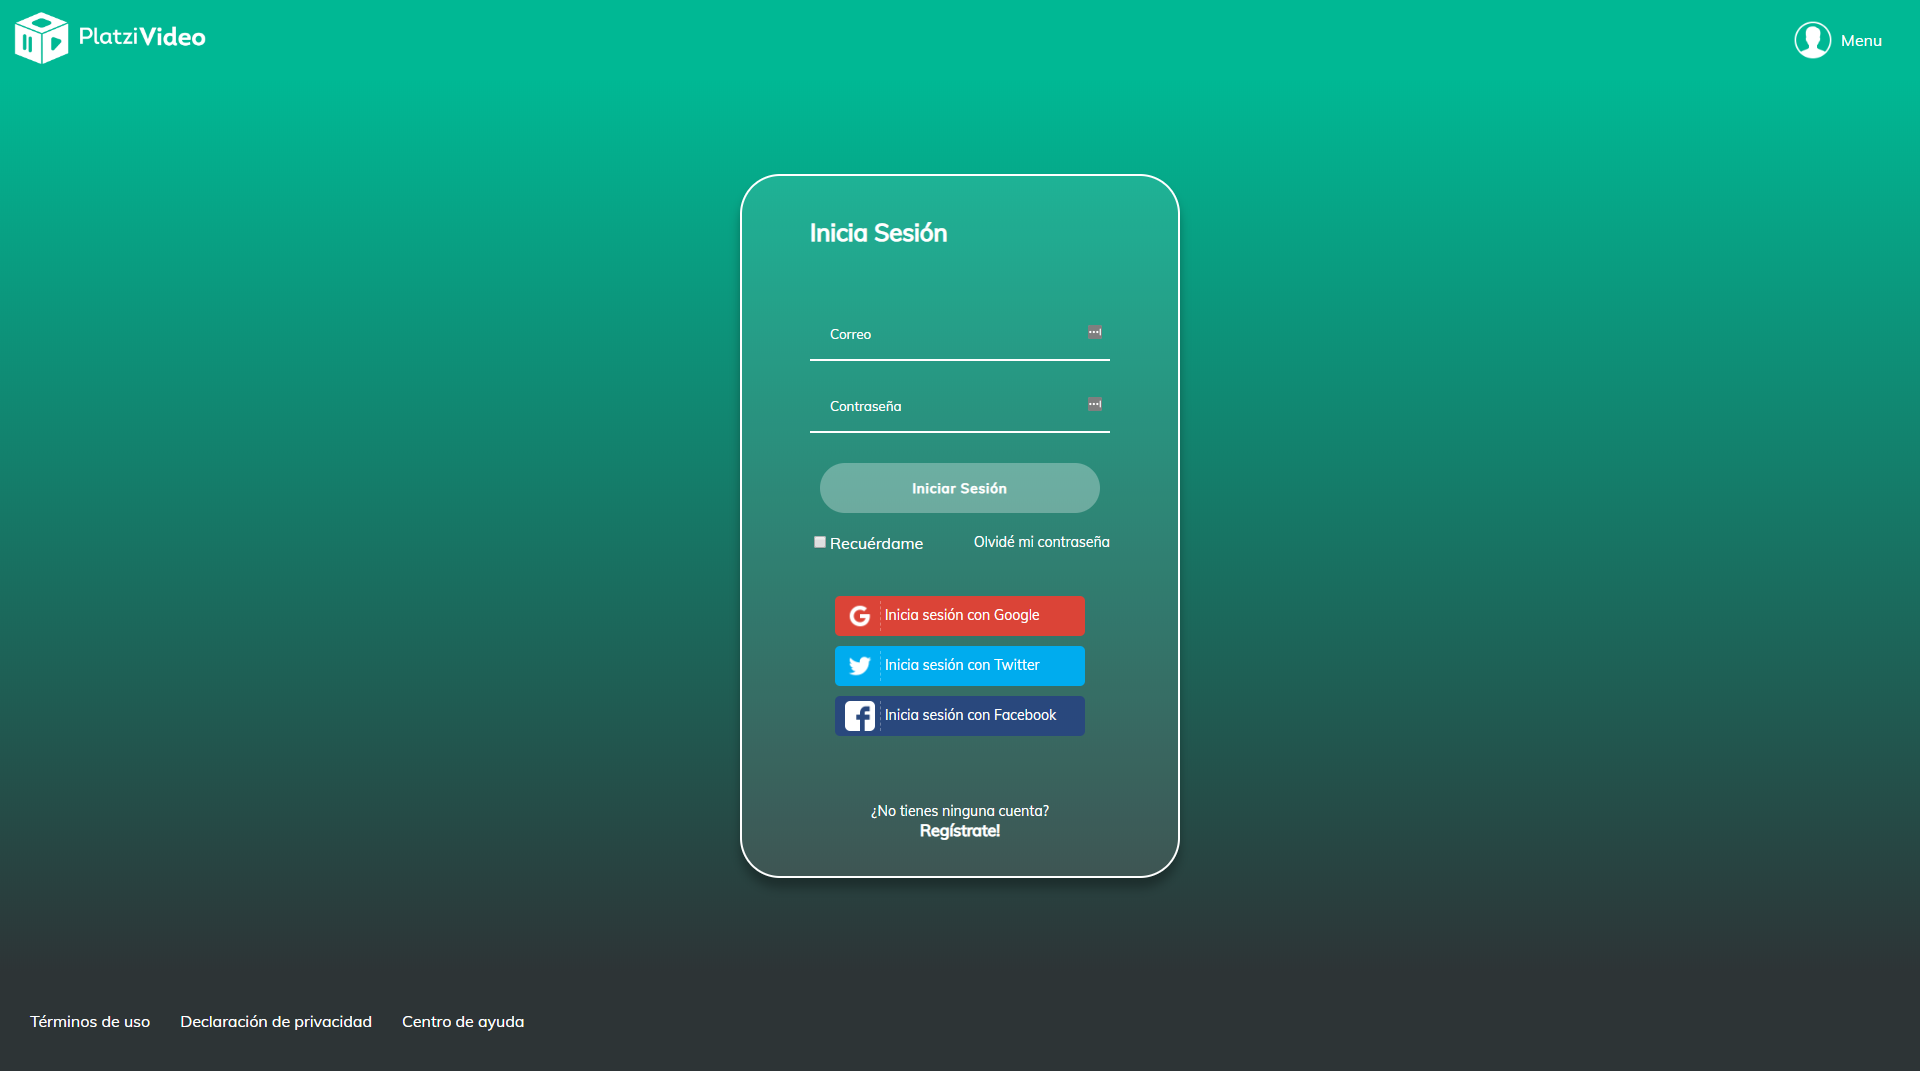 PlatziVideo
Menu
Inicia Sesión
Correo
Contraseña
Iniciar Sesión
Recuérdame
Olvidé mi contraseña
Inicia sesión con Google
Inicia sesión con Twitter
Inicia sesión con Facebook
¿No tienes ninguna cuenta?
Regístrate!
Términos de uso
Declaración de privacidad
Centro de ayuda